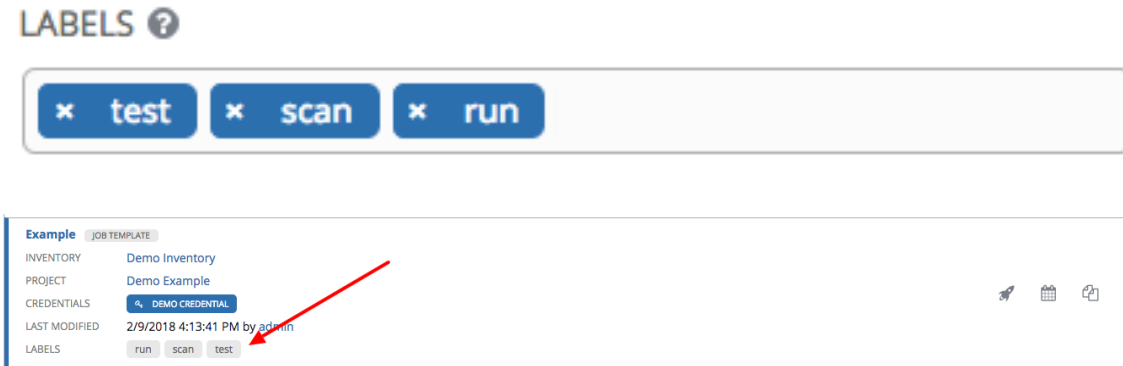 LABELS ?
× test × scan × run
Example JOB TEMPLATE
INVENTORY Demo Inventory
PROJECT Demo Example
CREDENTIALS DEMO CREDENTIAL
LAST MODIFIED 2/9/2018 4:13:41 PM by admin
LABELS run scan test